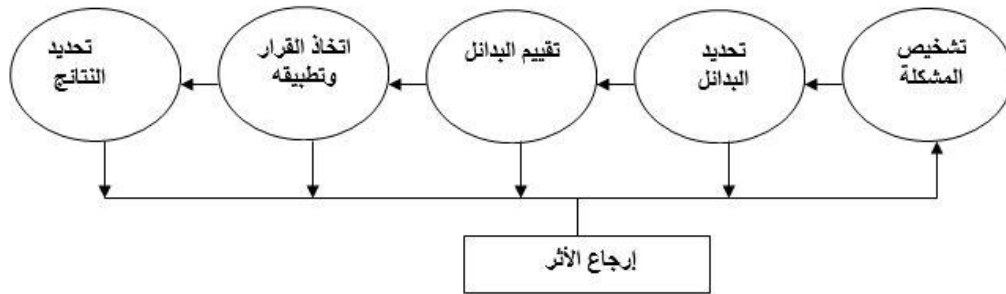 تشخيص
المشكلة
تحديد
البدائل
تقييم البدائل
اتخاذ القرار
وتطبيقه
تحديد
النتائج
إرجاع الأثر